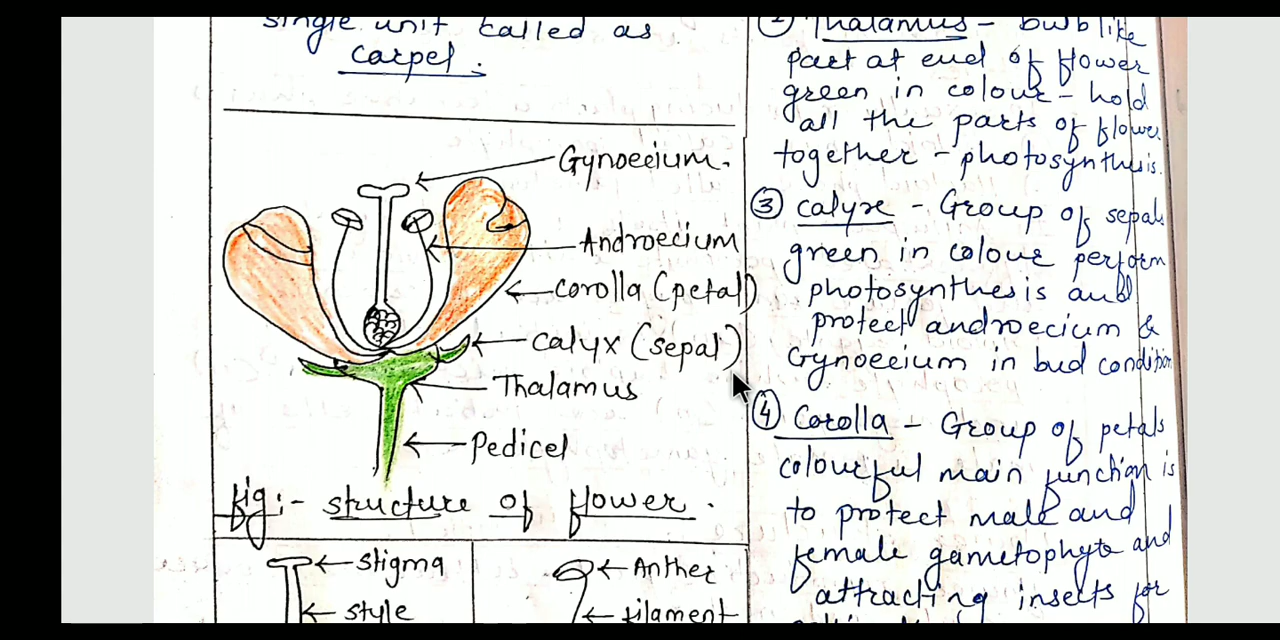 single unit called as
carpel.
Gynoecium.
Androecium
Corolla (petal)
Calyx (sepal)
Thalamus
Pedicel
fig:- structure of flower.
Stigma
style
Anther
filament
② Thalamus - bulb like
part at end of flower
green in colour - hold
all the parts of flower
together - photosynthesis.
③ Calyx - Group of sepals
green in colour perform
photosynthesis and
protect androecium &
Gynoecium in bud condition
④ Corolla - Group of petals
colourful main function is
to protect male and
female gametophyte and
attracting insects for